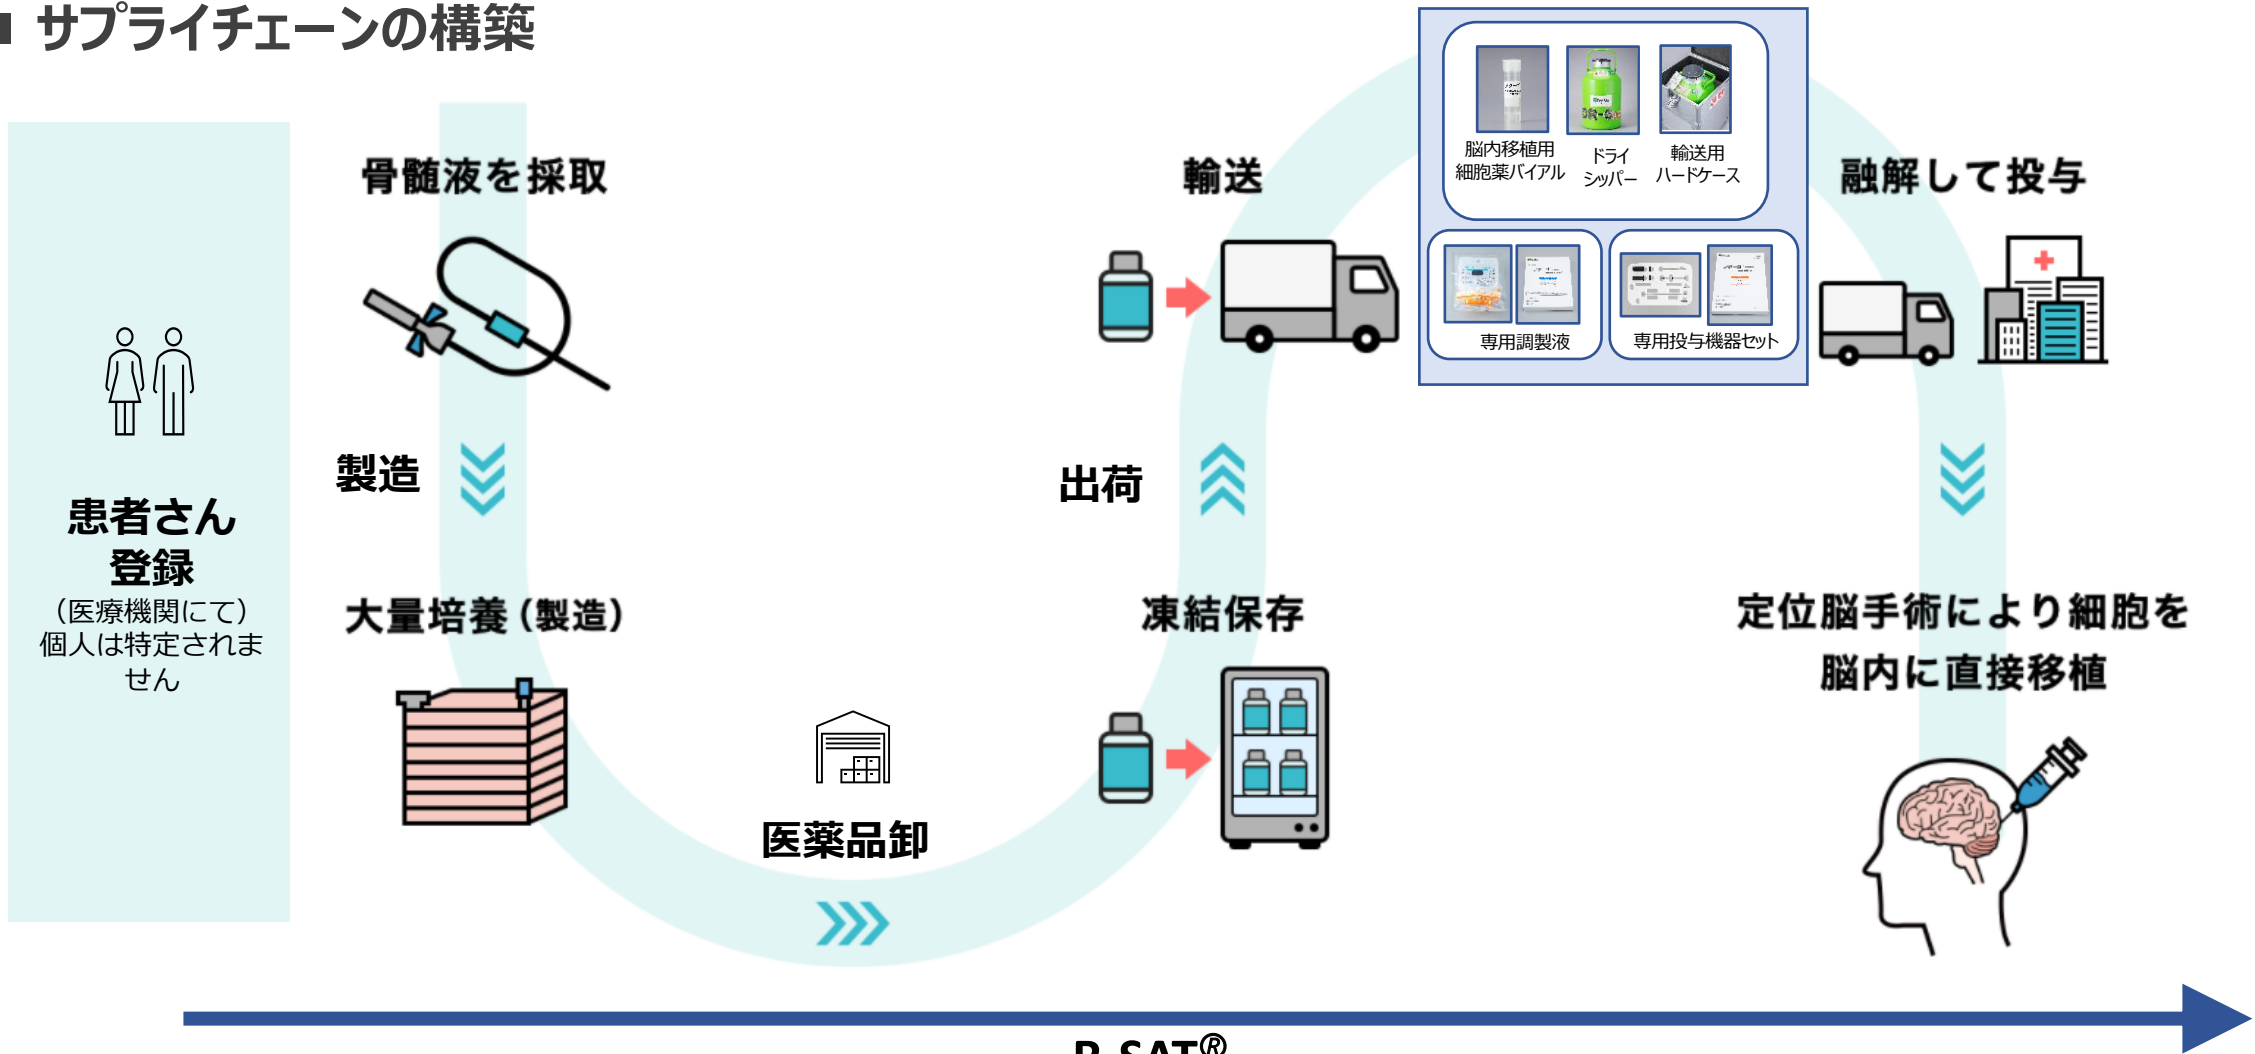 サプライチェーンの構築
患者さん
登録
（医療機関にて）
個人は特定されま
せん
骨髄液を採取
製造
大量培養（製造）
医薬品卸
凍結保存
出荷
輸送
脳内移植用
細胞薬バイアル
ドライ
シッパー
輸送用
ハードケース
専用調製液
専用投与機器セット
融解して投与
定位脳手術により細胞を
脳内に直接移植
R-SAT®